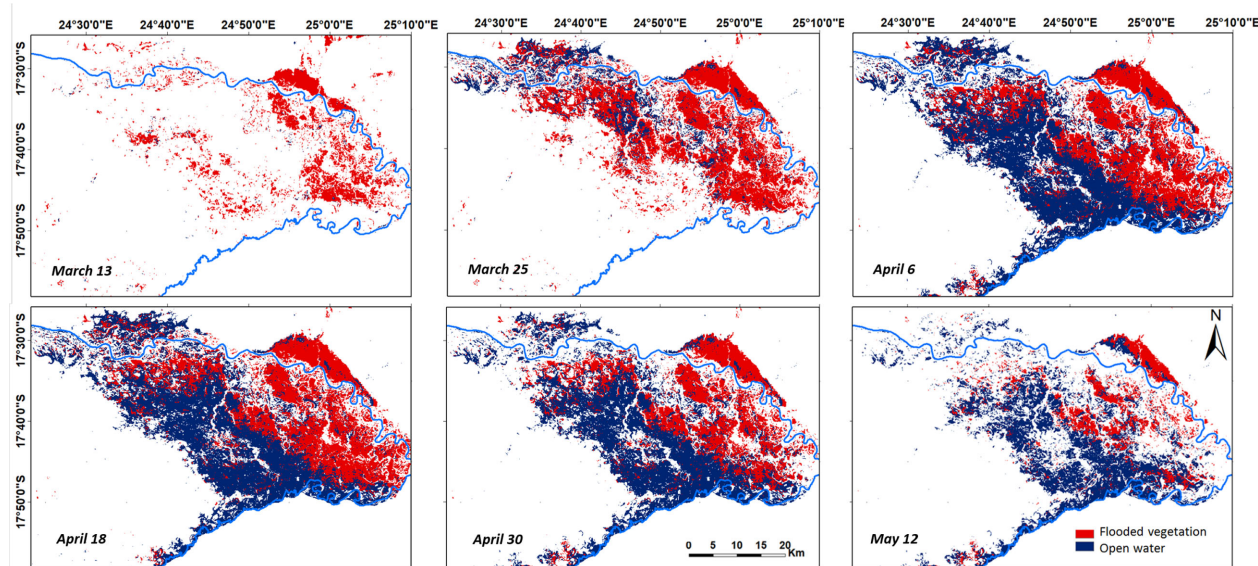 24°30'0"E 24°40'0"E 24°50'0"E 25°0'0"E 25°10'0"E
24°30'0"E 24°40'0"E 24°50'0"E 25°0'0"E 25°10'0"E
24°30'0"E 24°40'0"E 24°50'0"E 25°0'0"E 25°10'0"E
17°30'0"S
17°40'0"S
17°50'0"S
March 13
March 25
April 6
17°30'0"S
17°40'0"S
17°50'0"S
N
April 18
April 30
0 5 10 15 20
Km
May 12
Flooded vegetation
Open water